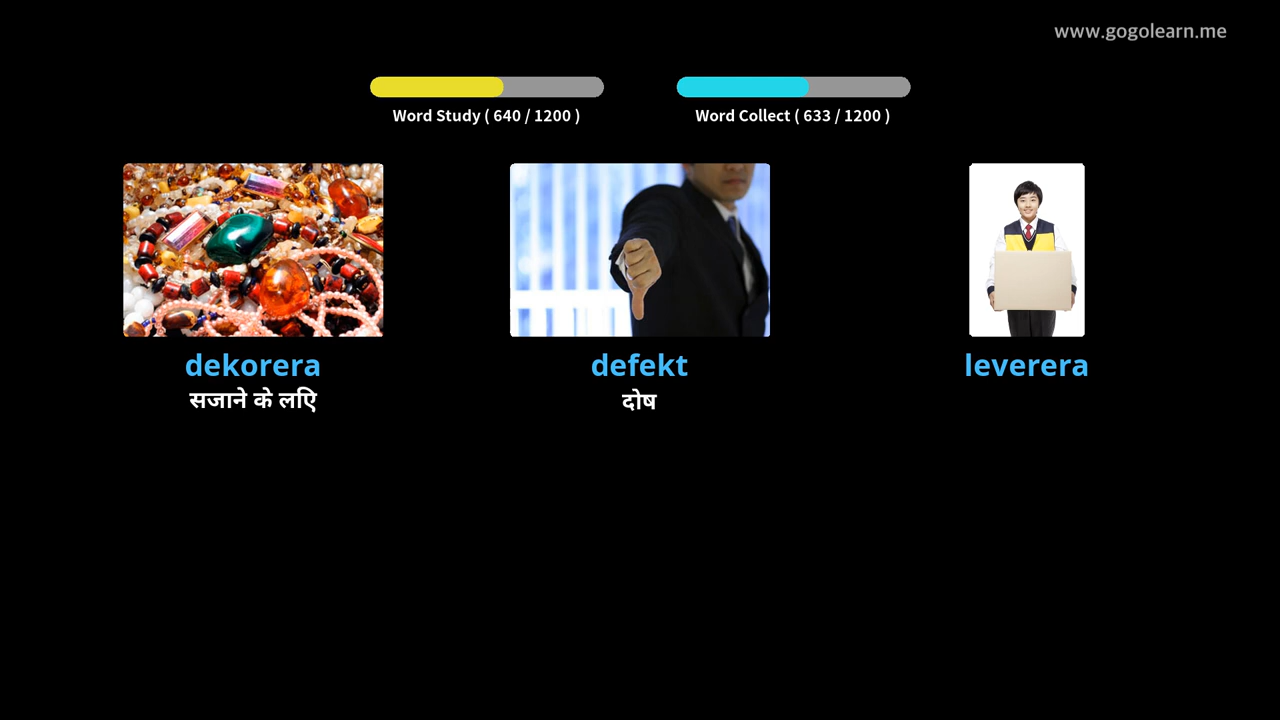 www.gogolearn.me
Word Study ( 640 / 1200 )
Word Collect ( 633 / 1200 )
dekorera
सजाने के लिए
defekt
दोष
leverera